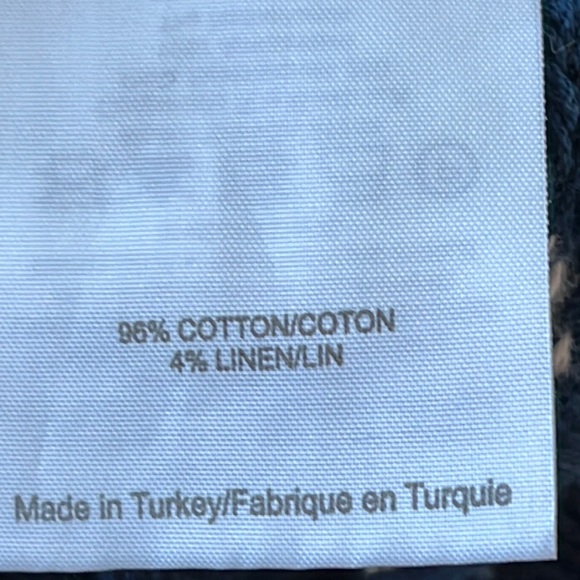 96% COTTON/COTON
4% LINEN/LIN
Made in Turkey/Fabrique en Turquie